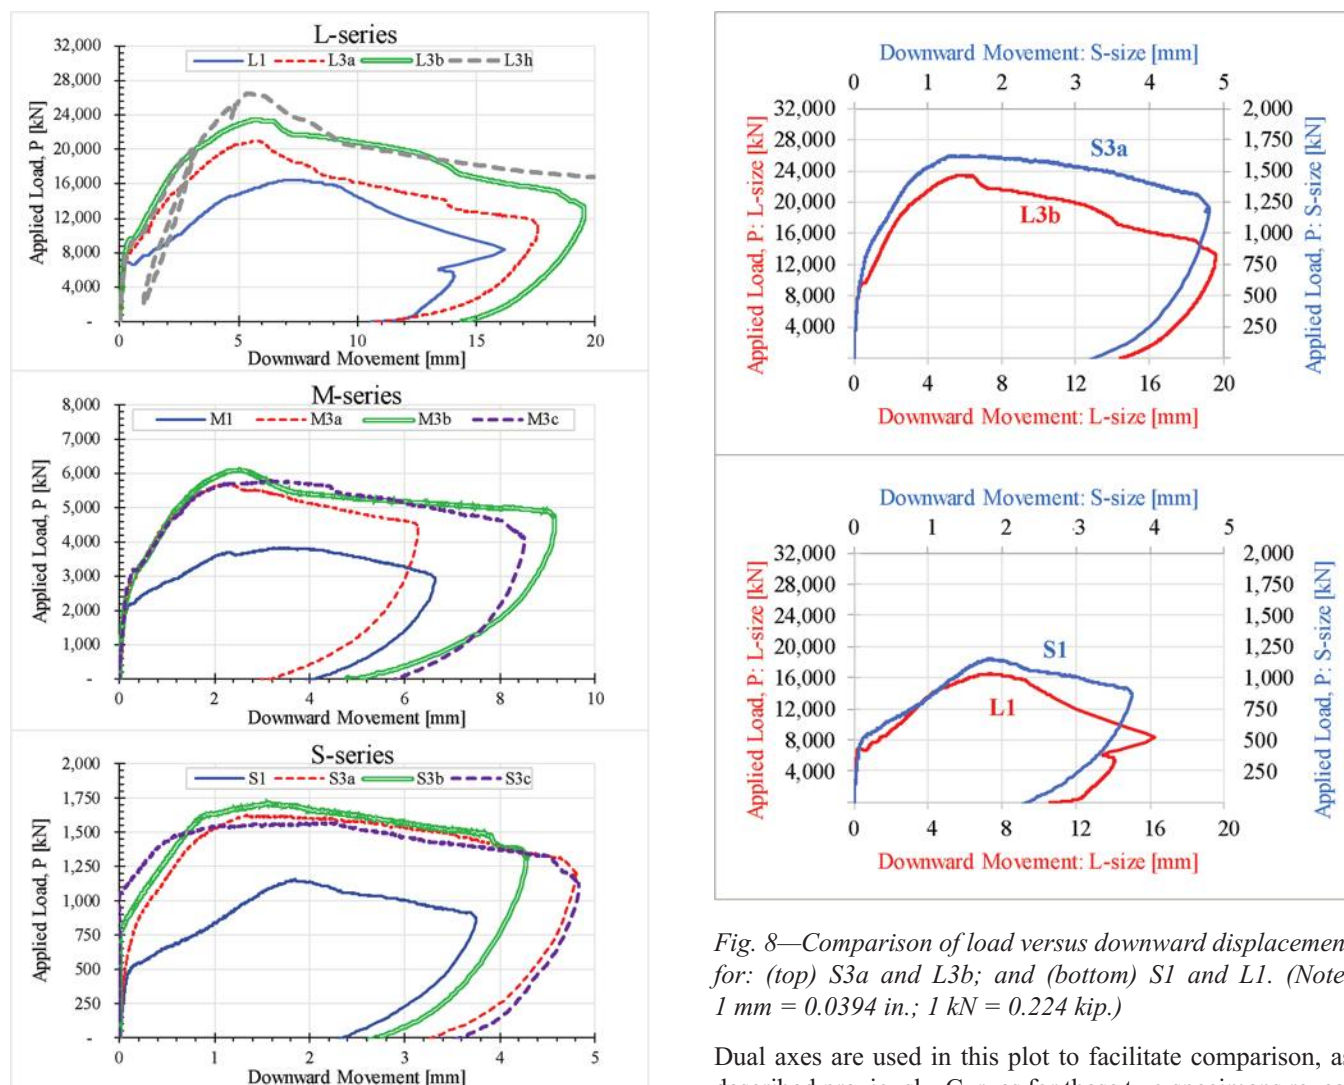 L-series
L1 L3a L3b L3h
32,000
28,000
24,000
20,000
16,000
12,000
8,000
4,000
-
Applied Load, P [kN]
0 5 10 15 20
Downward Movement [mm]
M-series
M1 M3a M3b M3c
8,000
7,000
6,000
5,000
4,000
3,000
2,000
1,000
-
Applied Load, P [kN]
0 2 4 6 8 10
Downward Movement [mm]
S-series
S1 S3a S3b S3c
2,000
1,750
1,500
1,250
1,000
750
500
250
-
Applied Load, P [kN]
0 1 2 3 4 5
Downward Movement [mm]
Downward Movement: S-size [mm]
0 1 2 3 4 5
32,000 2,000
28,000 1,750
24,000 1,500
20,000 1,250
16,000 1,000
12,000 750
8,000 500
4,000 250
Applied Load, P: L-size [kN]
Applied Load, P: S-size [kN]
S3a
L3b
0 4 8 12 16 20
Downward Movement: L-size [mm]
Downward Movement: S-size [mm]
0 1 2 3 4 5
32,000 2,000
28,000 1,750
24,000 1,500
20,000 1,250
16,000 1,000
12,000 750
8,000 500
4,000 250
Applied Load, P: L-size [kN]
Applied Load, P: S-size [kN]
S1
L1
0 4 8 12 16 20
Downward Movement: L-size [mm]
Fig. 8—Comparison of load versus downward displacemen
for: (top) S3a and L3b; and (bottom) S1 and L1. (Note
1 mm = 0.0394 in.; 1 kN = 0.224 kip.)
Dual axes are used in this plot to facilitate comparison, as